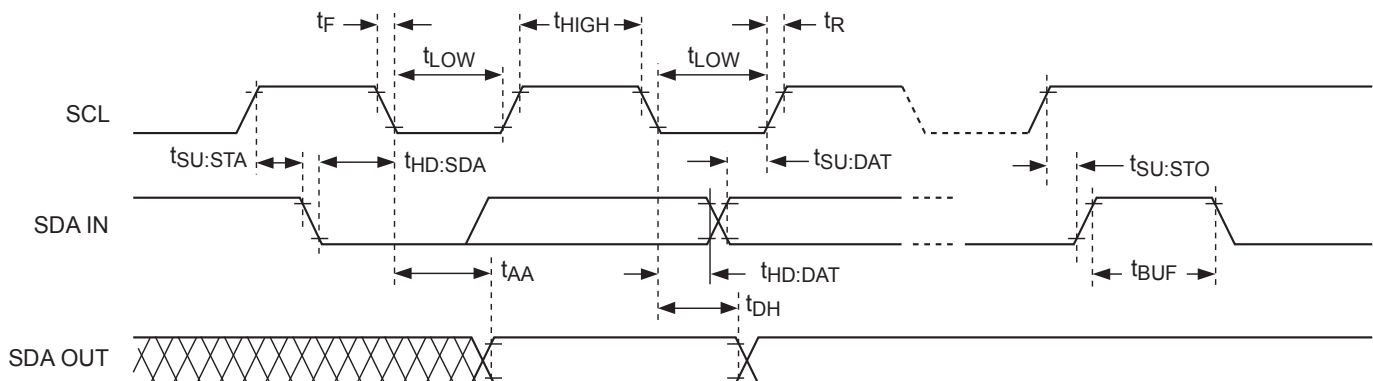 tF
tHIGH
tR
tLOW
tLOW
SCL
tSU:STA
tHD:SDA
tSU:DAT
tSU:STO
SDA IN
tAA
tHD:DAT
tBUF
tDH
SDA OUT